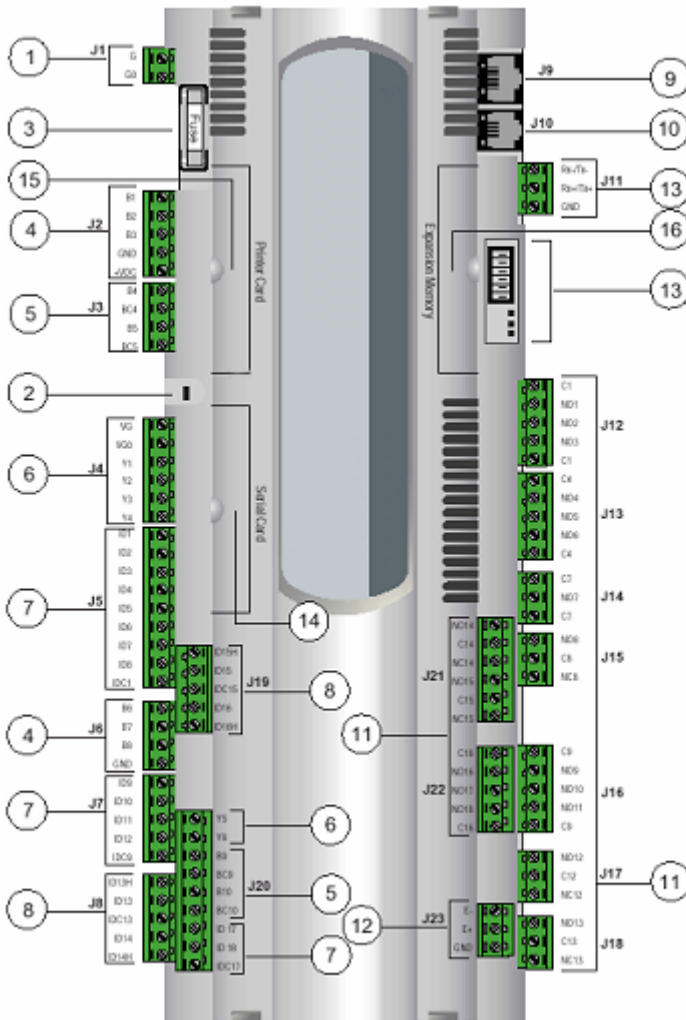 1
J1
G
G0
3
Fuse
15
4
J2
B1
B2
B3
GND
+VDC
5
J3
B4
BC4
B5
BC5
2
6
J4
VG
VG0
Y1
Y2
Y3
Y4
7
J5
ID1
ID2
ID3
ID4
ID5
ID6
ID7
ID8
IDC1
4
J6
B6
B7
B8
GND
7
J7
ID9
ID10
ID11
ID12
IDC9
8
J8
ID13H
ID13
IDC13
ID14
ID14H
Printer Card
Serial Card
14
J19
ID15H
ID15
IDC15
ID16
ID16H
8
J20
Y5
Y6
6
B9
BC9
B10
BC10
5
ID 17
ID 18
IDC17
7
Expansion Memory
J9
9
J10
10
J11
Rx-/Tx-
Rx+/Tx+
GND
13
16
13
J12
C1
NO1
NO2
NO3
C1
J13
C4
NO4
NO5
NO6
C4
J14
C7
NO7
C7
J15
NO8
C8
NC8
J21
NO14
C14
NC14
NO15
C15
NC15
11
J22
C16
NO16
NO17
NO18
C16
J16
C9
NO9
NO10
NO11
C9
J17
NO12
C12
NC12
11
J18
NO13
C13
NC13
12
J23
E-
E+
GND